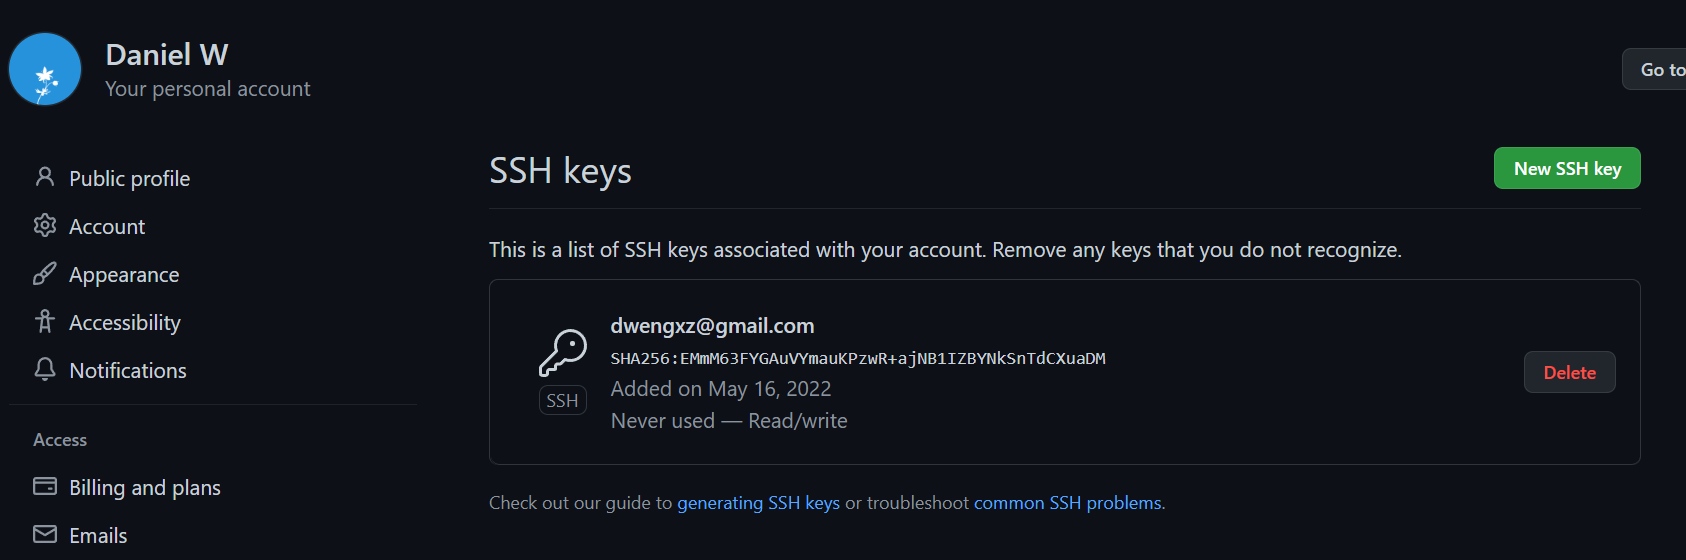 Daniel W
Your personal account
Go to
Public profile
Account
Appearance
Accessibility
Notifications
Access
Billing and plans
Emails
SSH keys
New SSH key
This is a list of SSH keys associated with your account. Remove any keys that you do not recognize.
dwengxz@gmail.com
SHA256:EMmM63FYGAuVYmauKPzwR+ajNB1IZBYNkSnTdCXuaDM
Added on May 16, 2022
Never used — Read/write
SSH
Delete
Check out our guide to generating SSH keys or troubleshoot common SSH problems.